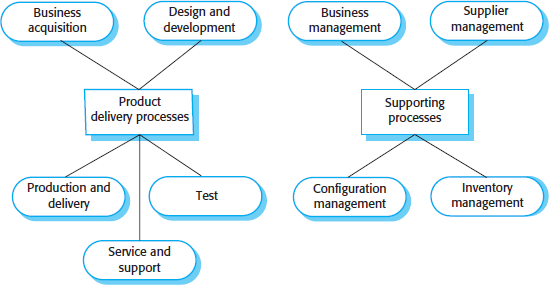 Business
acquisition
Design and
development
Business
management
Supplier
management
Product
delivery processes
Supporting
processes
Production and
delivery
Test
Configuration
management
Inventory
management
Service and
support